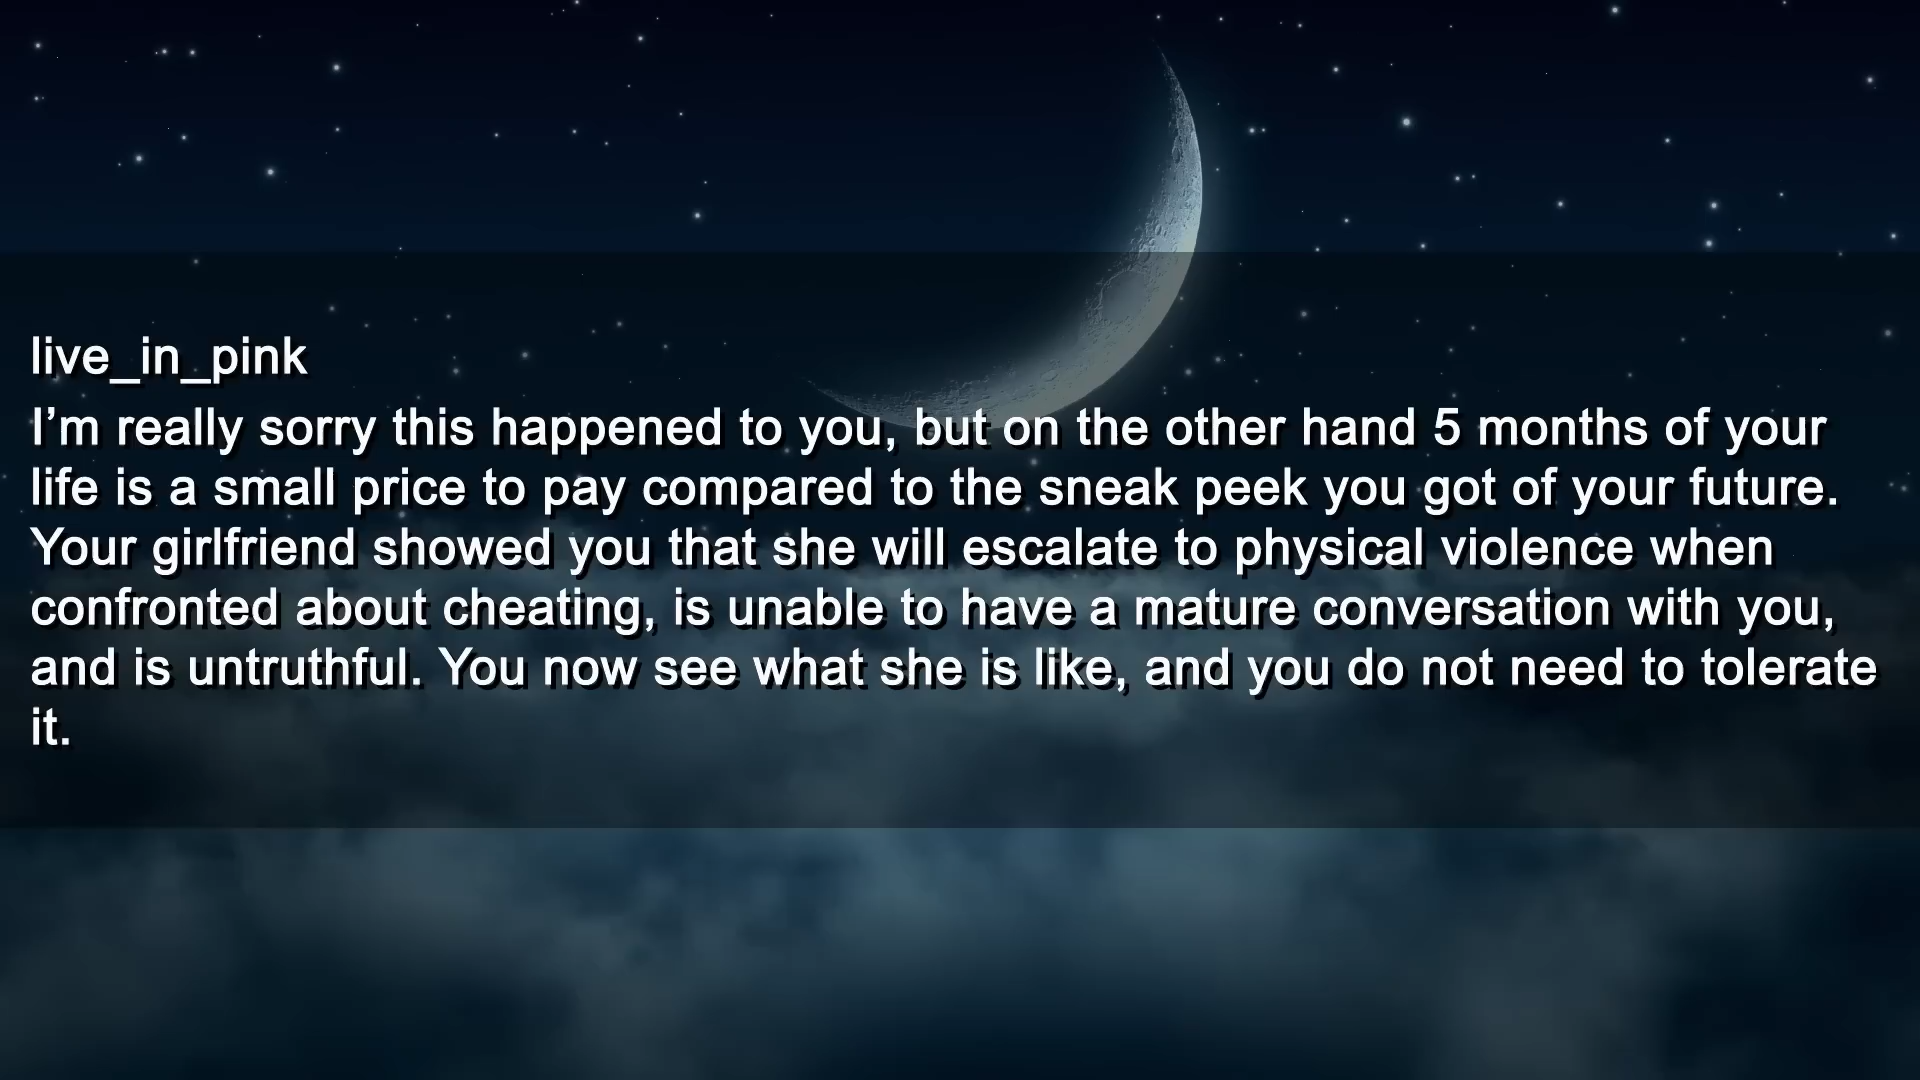 live_in_pink
I’m really sorry this happened to you, but on the other hand 5 months of your
life is a small price to pay compared to the sneak peek you got of your future.
Your girlfriend showed you that she will escalate to physical violence when
confronted about cheating, is unable to have a mature conversation with you,
and is untruthful. You now see what she is like, and you do not need to tolerate
it.